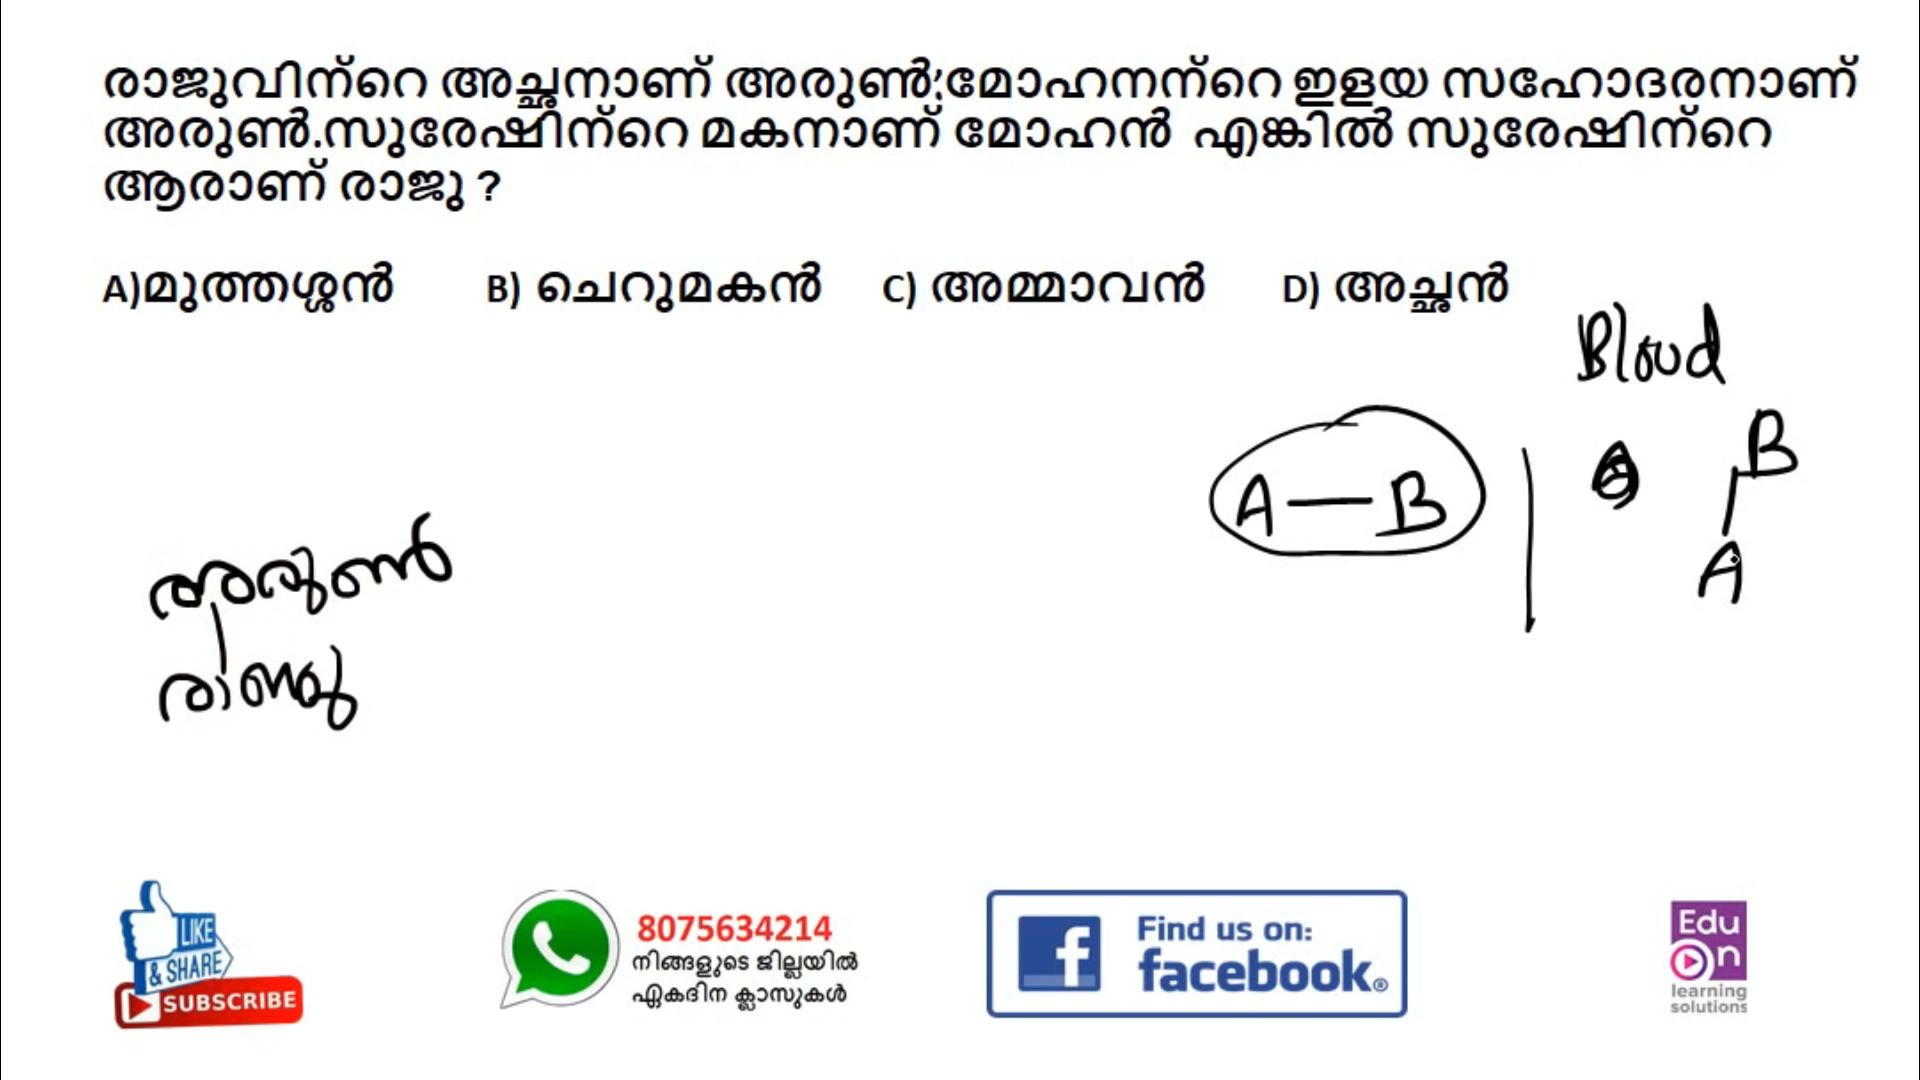 രാജുവിന്റെ അച്ഛനാണ് അരുൺ;മോഹനന്റെ ഇളയ സഹോദരനാണ്
അരുൺ.സുരേഷിന്റെ മകനാണ് മോഹൻ എങ്കിൽ സുരേഷിന്റെ
ആരാണ് രാജു ?
A)മുത്തശ്ശൻ B) ചെറുമകൻ C) അമ്മാവൻ D) അച്ഛൻ
Blood
A — B
B
A
അരുൺ
രാജു
LIKE
& SHARE
SUBSCRIBE
8075634214
നിങ്ങളുടെ ജില്ലയിൽ
ഏകദിന ക്ലാസുകൾ
Find us on:
facebook®
Edu
On
learning
solutions